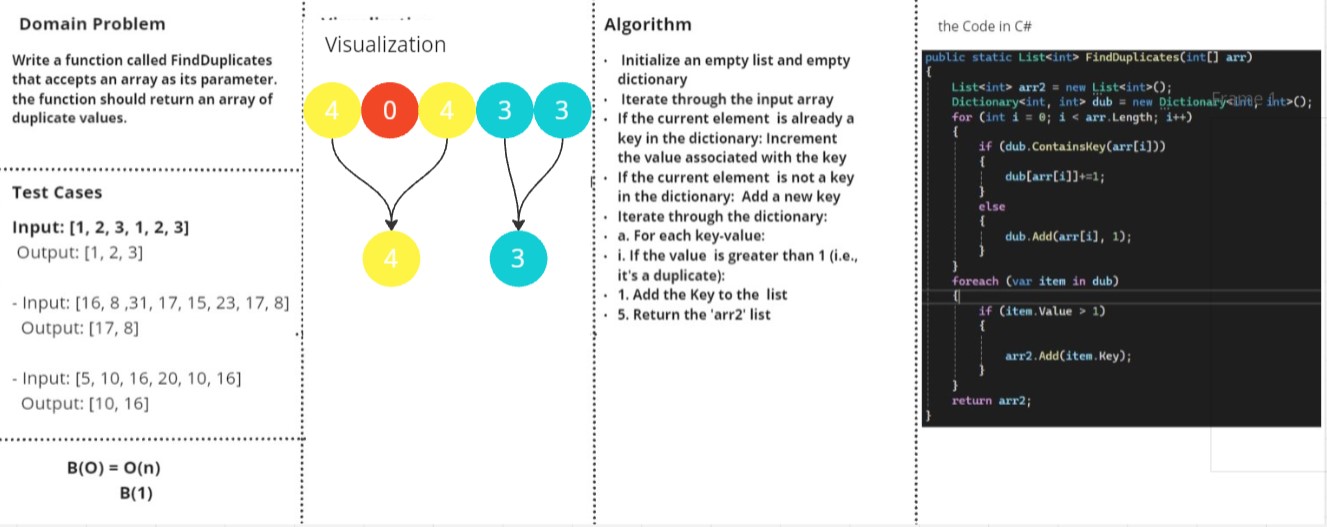 Domain Problem
Write a function called FindDuplicates
that accepts an array as its parameter.
the function should return an array of
duplicate values.
Test Cases
Input: [1, 2, 3, 1, 2, 3]
Output: [1, 2, 3]
- Input: [16, 8 ,31, 17, 15, 23, 17, 8]
Output: [17, 8]
- Input: [5, 10, 16, 20, 10, 16]
Output: [10, 16]
B(O) = O(n)
B(1)
Visualization
4 0 4 3 3
4 3
Algorithm
· Initialize an empty list and empty
dictionary
· Iterate through the input array
· If the current element is already a
key in the dictionary: Increment
the value associated with the key
· If the current element is not a key
in the dictionary: Add a new key
· Iterate through the dictionary:
· a. For each key-value:
· i. If the value is greater than 1 (i.e.,
it's a duplicate):
· 1. Add the Key to the list
· 5. Return the 'arr2' list
the Code in C#
public static List<int> FindDuplicates(int[] arr)
{
List<int> arr2 = new List<int>();
Dictionary<int, int> dub = new Dictionary<int, int>();
for (int i = 0; i < arr.Length; i++)
{
if (dub.ContainsKey(arr[i]))
{
dub[arr[i]]+=1;
}
else
{
dub.Add(arr[i], 1);
}
}
foreach (var item in dub)
{
if (item.Value > 1)
{
arr2.Add(item.Key);
}
}
return arr2;
}